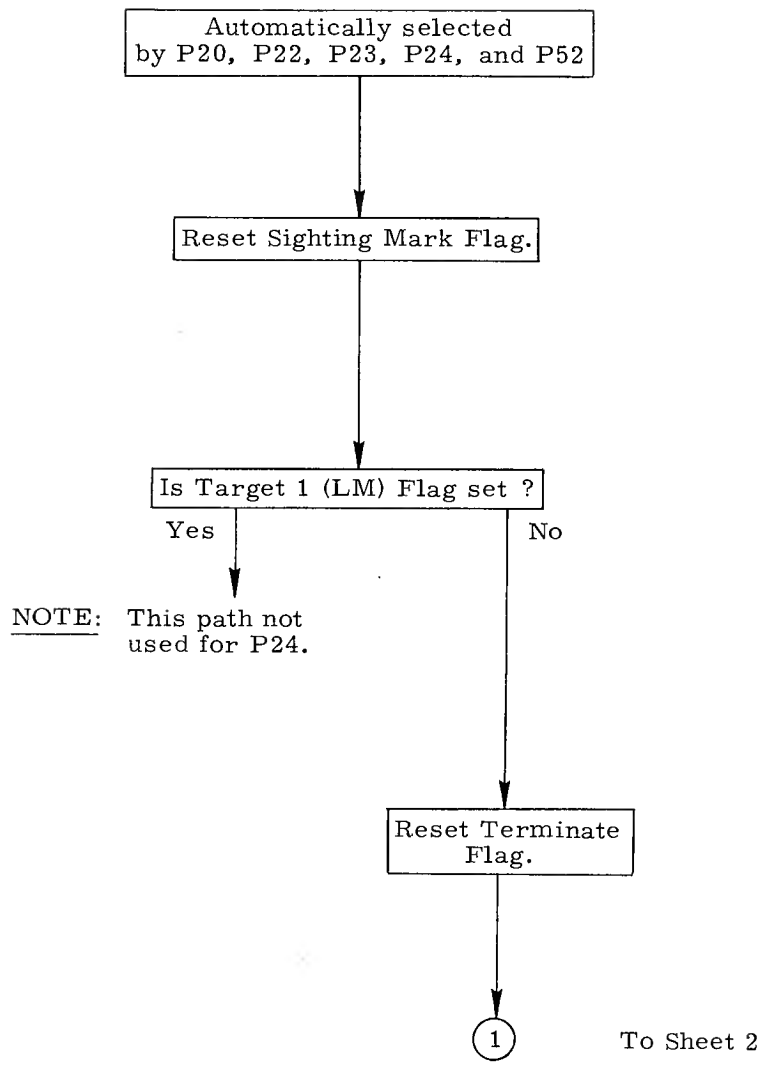 Automatically selected
by P20, P22, P23, P24, and P52
Reset Sighting Mark Flag.
Is Target 1 (LM) Flag set ?
Yes
No
NOTE: This path not
used for P24.
Reset Terminate
Flag.
1
To Sheet 2